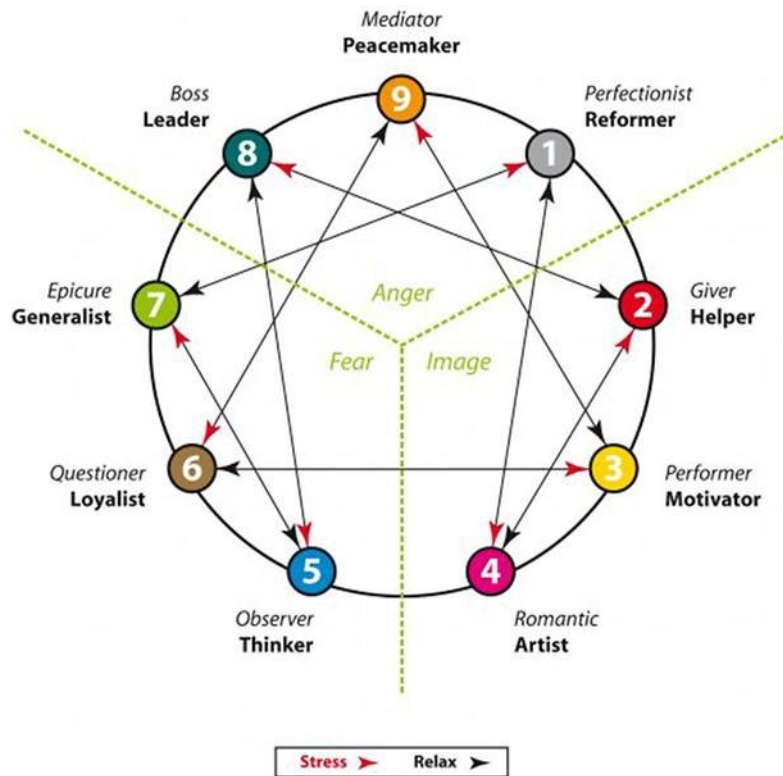 Mediator
Peacemaker
9
Boss
Leader
8
Perfectionist
Reformer
1
Epicure
Generalist
7
Anger
Giver
Helper
2
Fear
Image
Questioner
Loyalist
6
Performer
Motivator
3
5
4
Observer
Thinker
Romantic
Artist
Stress
Relax